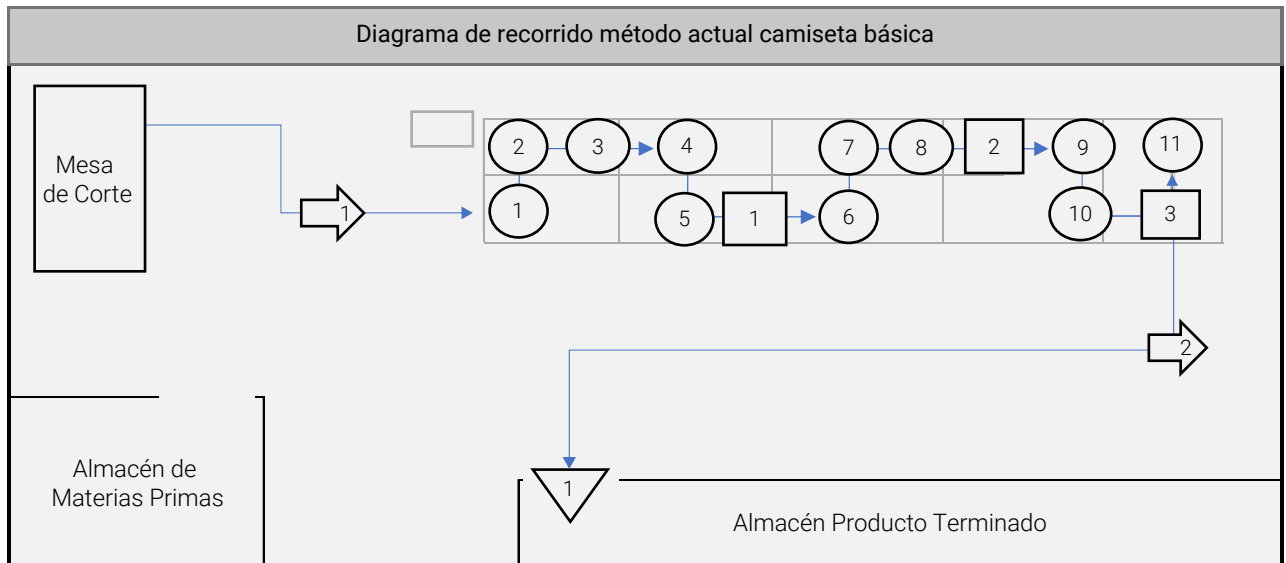 Diagrama de recorrido método actual camiseta básica
Mesa
de Corte
1
2
3
4
7
8
2
9
11
1
5
1
6
10
3
2
Almacén de
Materias Primas
1
Almacén Producto Terminado